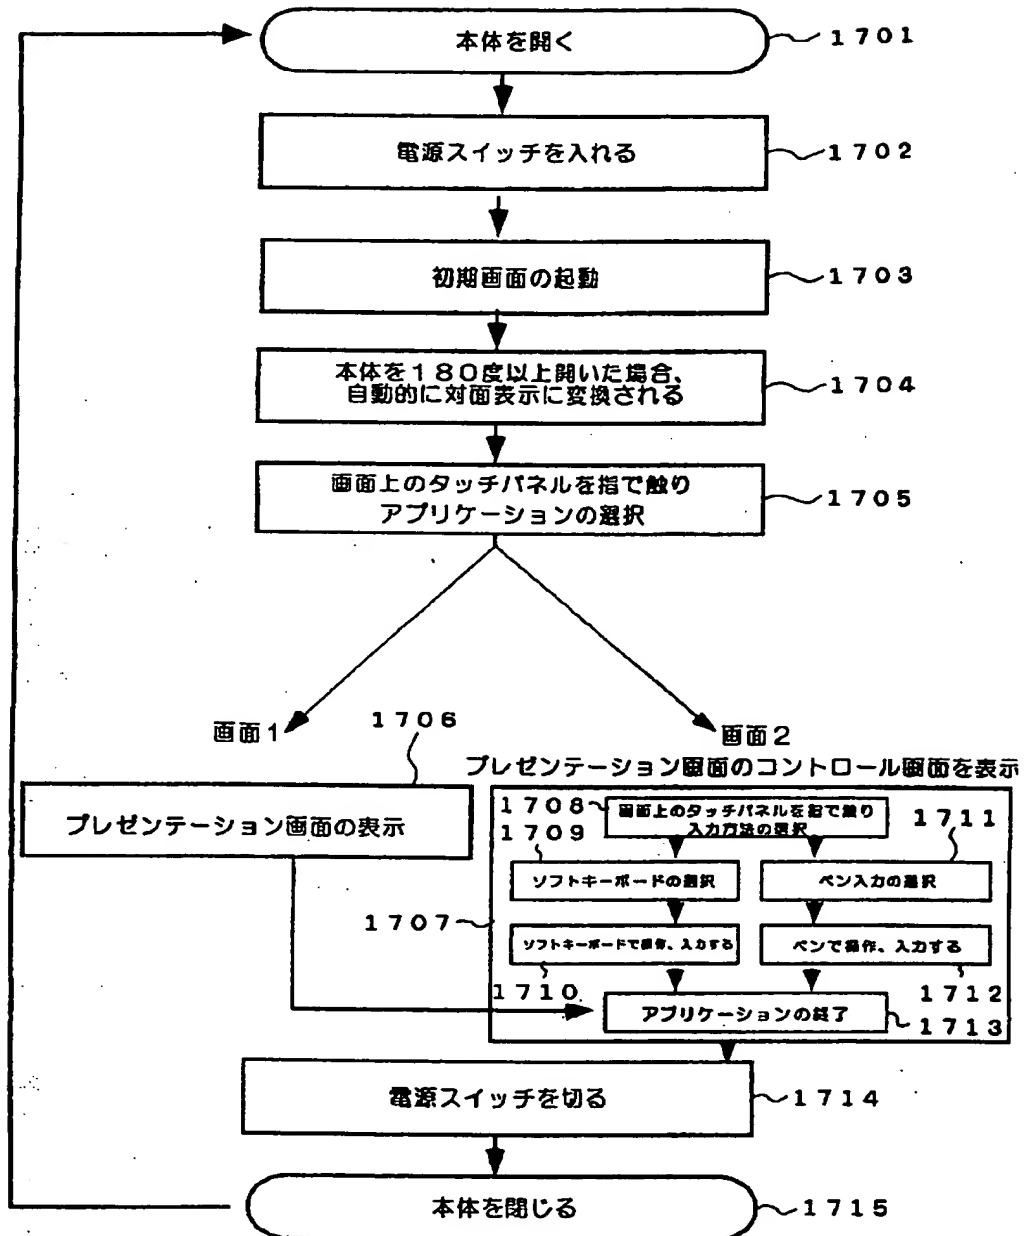 本体を開く
1701
電源スイッチを入れる
1702
初期画面の起動
1703
本体を180度以上開いた場合、
自動的に対面表示に変換される
1704
画面上のタッチパネルを指で触り
アプリケーションの選択
1705
画面1
1706
プレゼンテーション画面の表示
画面2
プレゼンテーション画面のコントロール画面を表示
1707
1708
画面上のタッチパネルを指で触り
入力方法の選択
1709
ソフトキーボードの選択
1711
ペン入力の選択
ソフトキーボードで操作、入力する
1710
ペンで操作、入力する
1712
アプリケーションの終了
1713
電源スイッチを切る
1714
本体を閉じる
1715